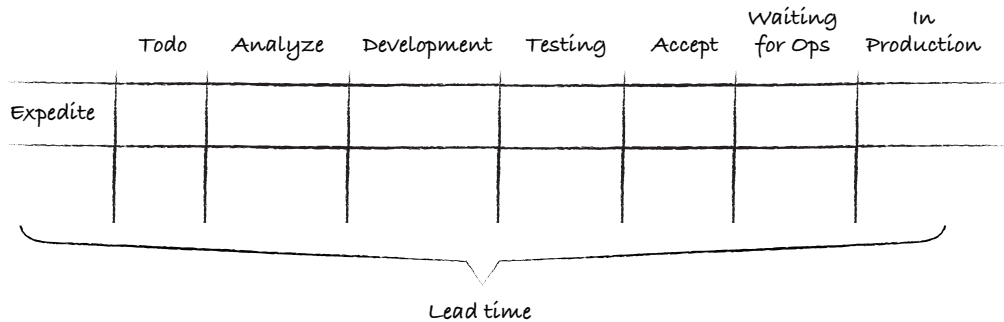 Todo
Analyze
Development
Testing
Accept
Waiting
for Ops
In
Production
Expedite
Lead time